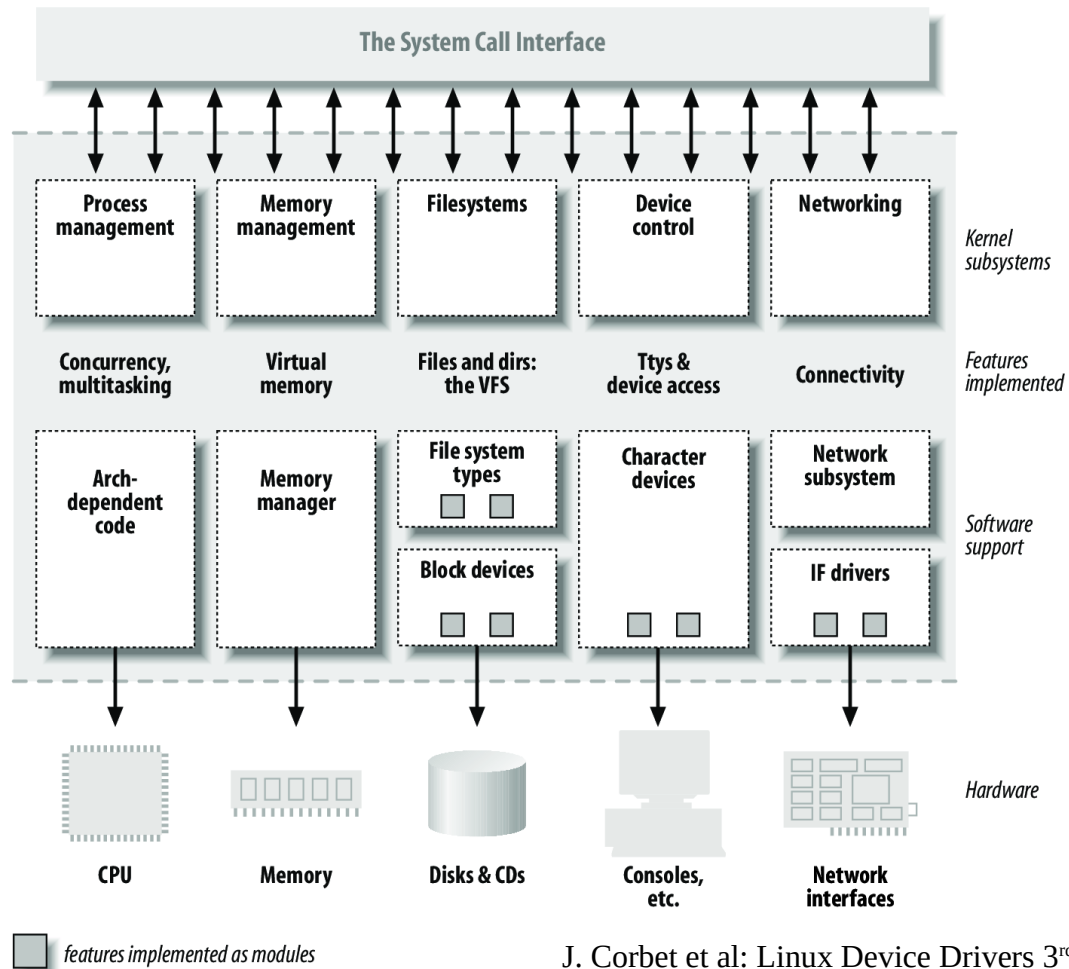 The System Call Interface
Process
management
Memory
management
Filesystems
Device
control
Networking
Kernel
subsystems
Concurrency,
multitasking
Virtual
memory
Files and dirs:
the VFS
Ttys &
device access
Connectivity
Features
implemented
Arch-
dependent
code
Memory
manager
File system
types
Block devices
Character
devices
Network
subsystem
IF drivers
Software
support
CPU
Memory
Disks & CDs
Consoles,
etc.
Network
interfaces
Hardware
features implemented as modules
J. Corbet et al: Linux Device Drivers 3rd